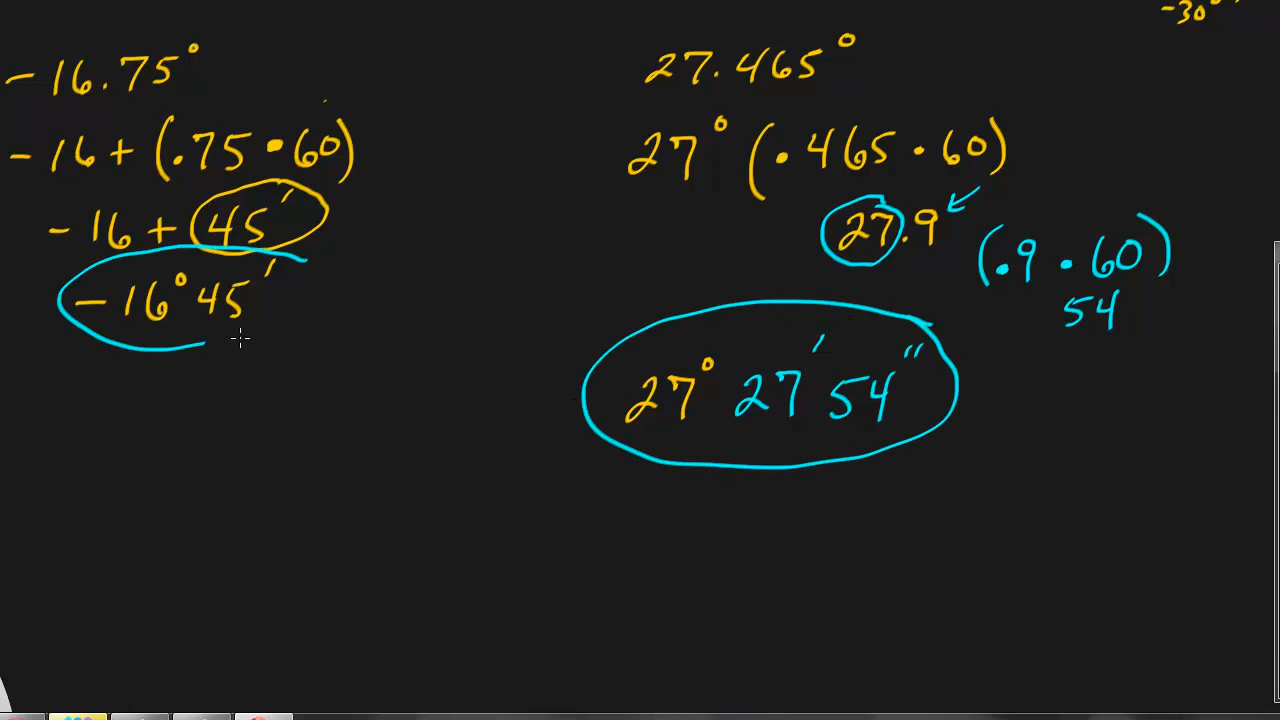 -30°
-16.75°
-16 + (.75 • 60)
-16 + 45'
-16° 45'
27.465°
27° (.465 • 60)
27.9
(.9 • 60)
54
27° 27' 54"